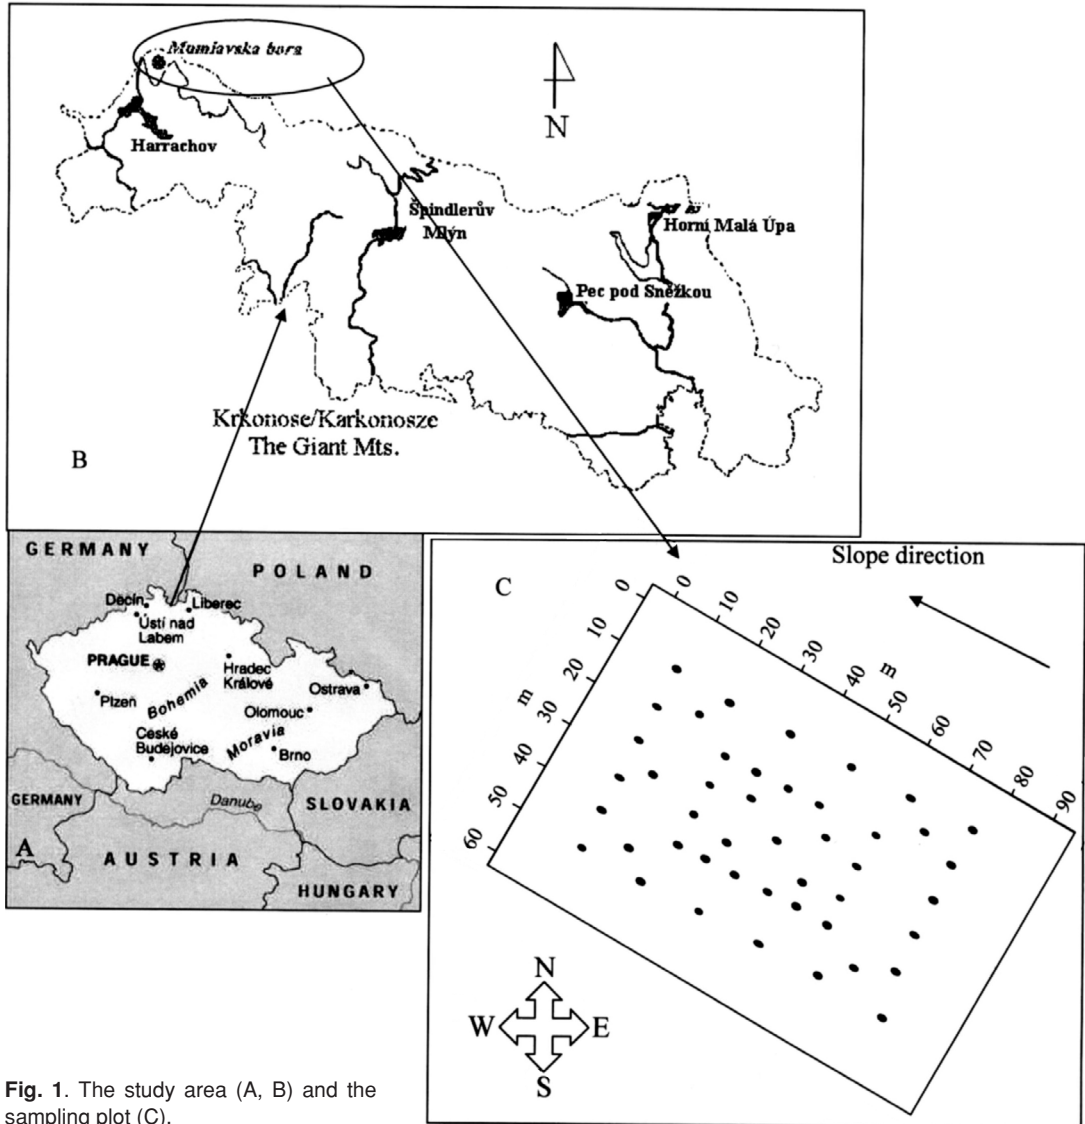 Mumlavska hora
N
Harrachov
Špindlerův
Mlýn
Horní Malá Úpa
Pec pod Sněžkou
Krkonose/Karkonosze
The Giant Mts.
B
GERMANY
POLAND
Děcín
Liberec
Ústí nad
Labem
PRAGUE
Hradec
Králové
Ostrava
Plzeň
Bohemia
Olomouc
České
Budějovice
Moravia
Brno
GERMANY
Danube
SLOVAKIA
A
AUSTRIA
HUNGARY
C
Slope direction
0
10
20
30
40
50
60
70
80
90
m
0
10
20
30
40
50
60
m
N
W E
S
Fig. 1. The study area (A, B) and the
sampling plot (C).